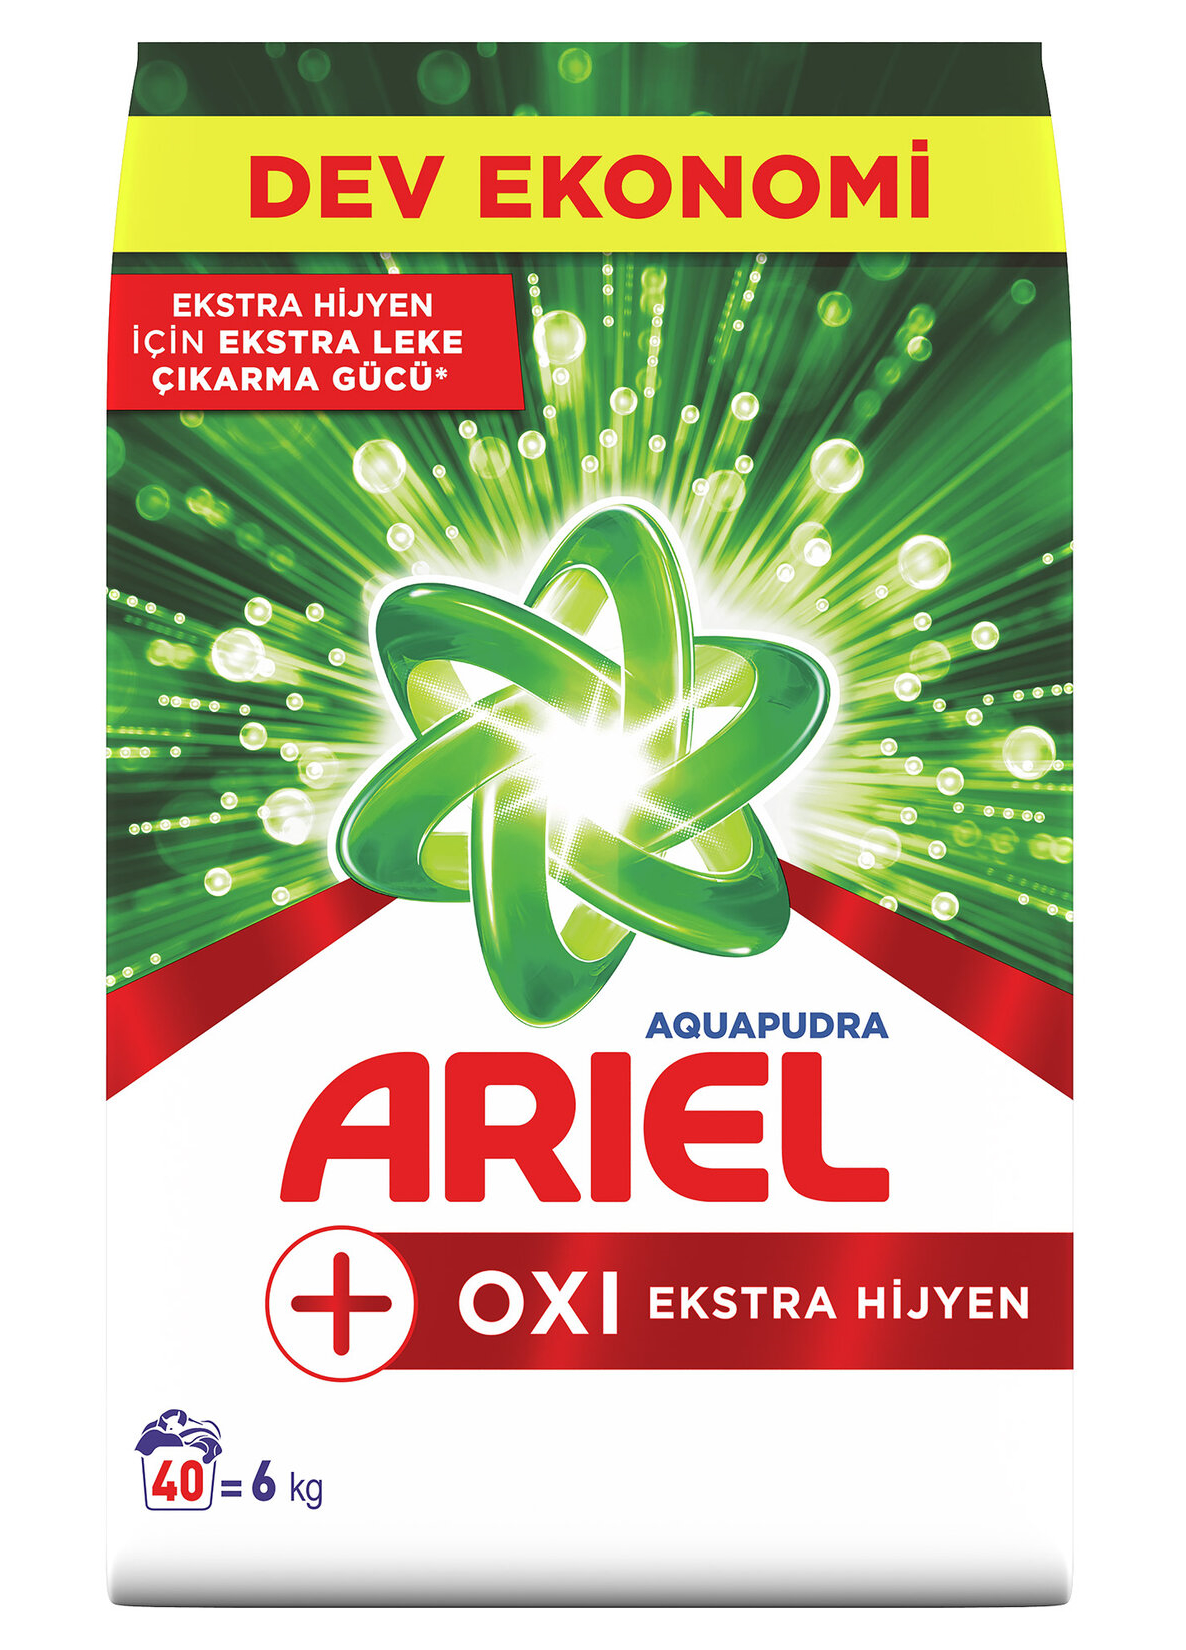 DEV EKONOMİ
EKSTRA HİJYEN
İÇİN EKSTRA LEKE
ÇIKARMA GÜCÜ*
AQUAPUDRA
ARIEL
+ OXI EKSTRA HİJYEN
40 = 6 kg